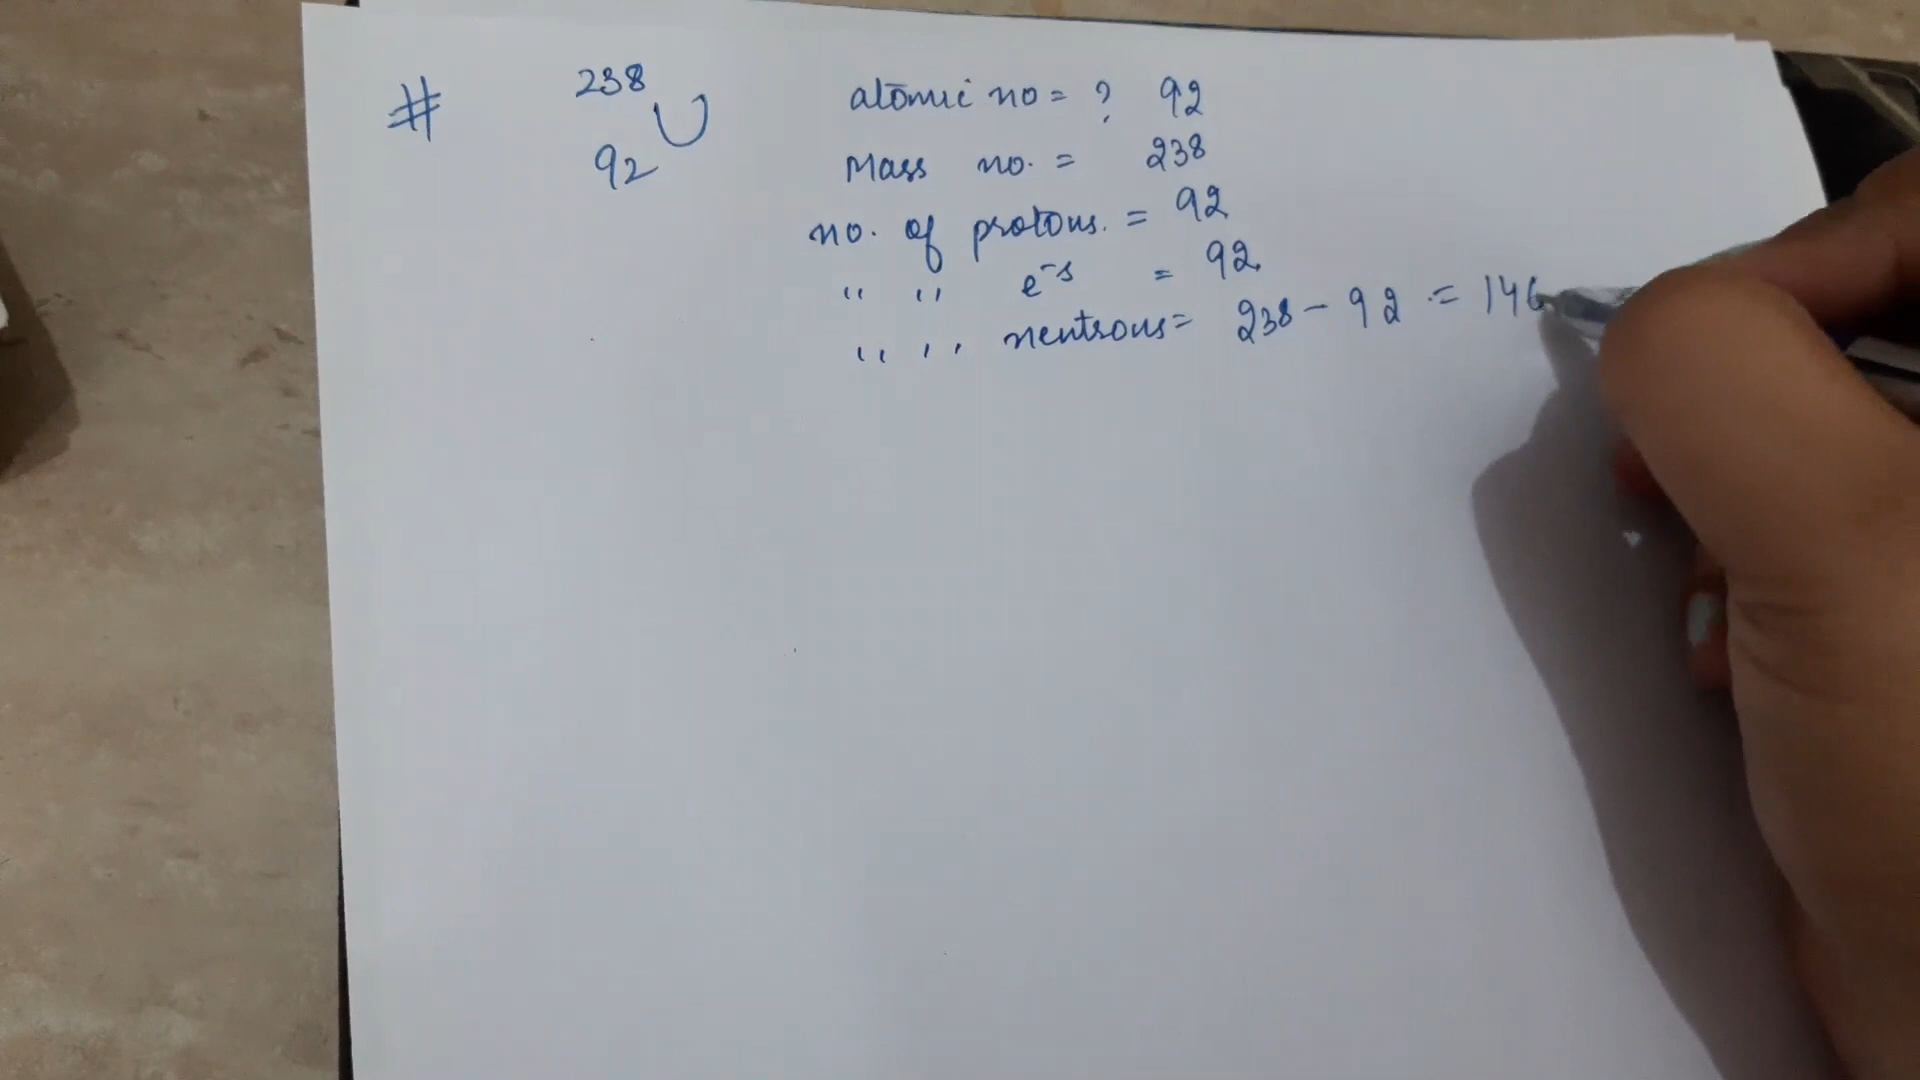 # 238 92 U atomic no = ? 92
Mass no. = 238
no. of protons. = 92
" " e⁻s = 92
" " neutrons = 238 - 92 = 146